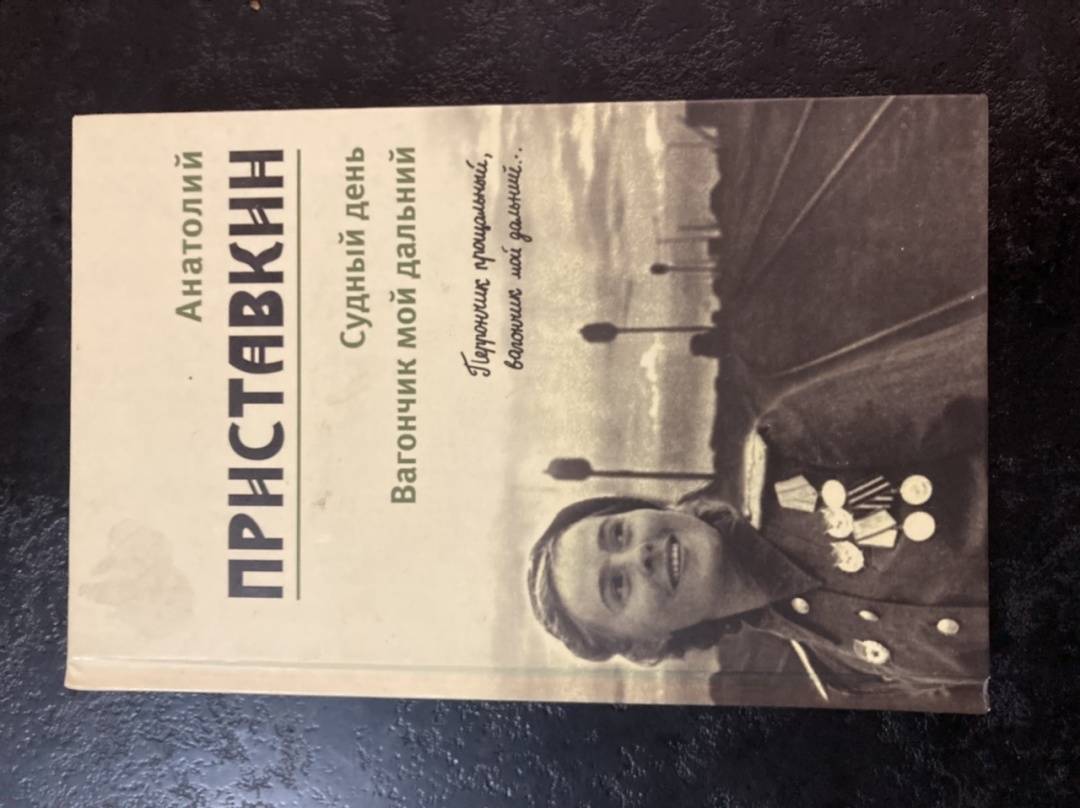 Анатолий
ПРИСТАВКИН
Судный день
Вагончик мой дальний
Перрончик прощальный,
вагончик мой дальний...